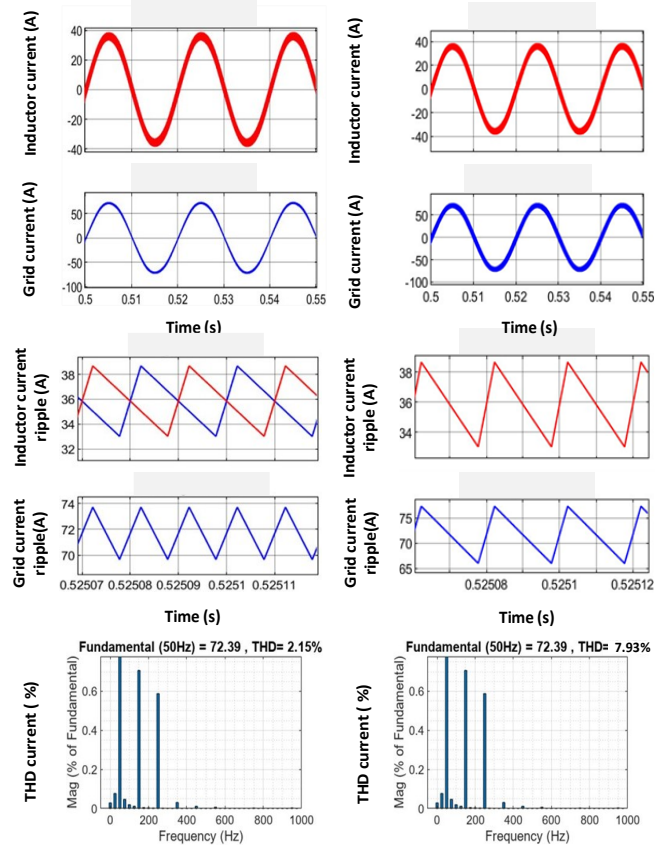 Inductor current (A)
40
20
0
-20
-40
Grid current (A)
50
0
-50
-100
0.5
0.51
0.52
0.53
0.54
0.55
Time (s)
Inductor current (A)
40
20
0
-20
-40
Grid current (A)
50
0
-50
-100
0.5
0.51
0.52
0.53
0.54
0.55
Time (s)
Inductor current
ripple (A)
38
36
34
32
Grid current
ripple(A)
74
72
70
0.52507
0.52508
0.52509
0.5251
0.52511
Time (s)
Inductor current
ripple (A)
38
36
34
Grid current
ripple(A)
75
70
65
0.52508
0.5251
0.52512
Time (s)
Fundamental (50Hz) = 72.39 , THD= 2.15%
THD current ( %)
Mag (% of Fundamental)
0.6
0.4
0.2
0
0
200
400
600
800
1000
Frequency (Hz)
Fundamental (50Hz) = 72.39 , THD= 7.93%
THD current ( %)
Mag (% of Fundamental)
0.6
0.4
0.2
0
0
200
400
600
800
1000
Frequency (Hz)